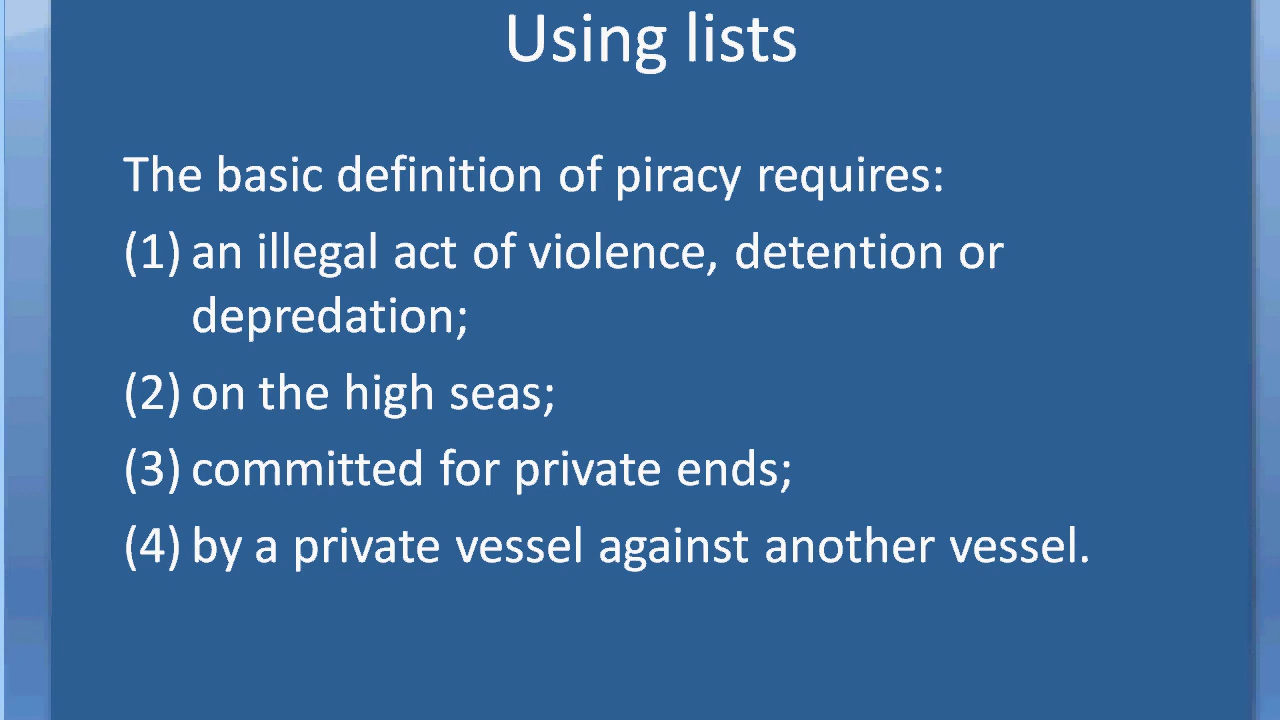 Using lists
The basic definition of piracy requires:
(1) an illegal act of violence, detention or
depredation;
(2) on the high seas;
(3) committed for private ends;
(4) by a private vessel against another vessel.